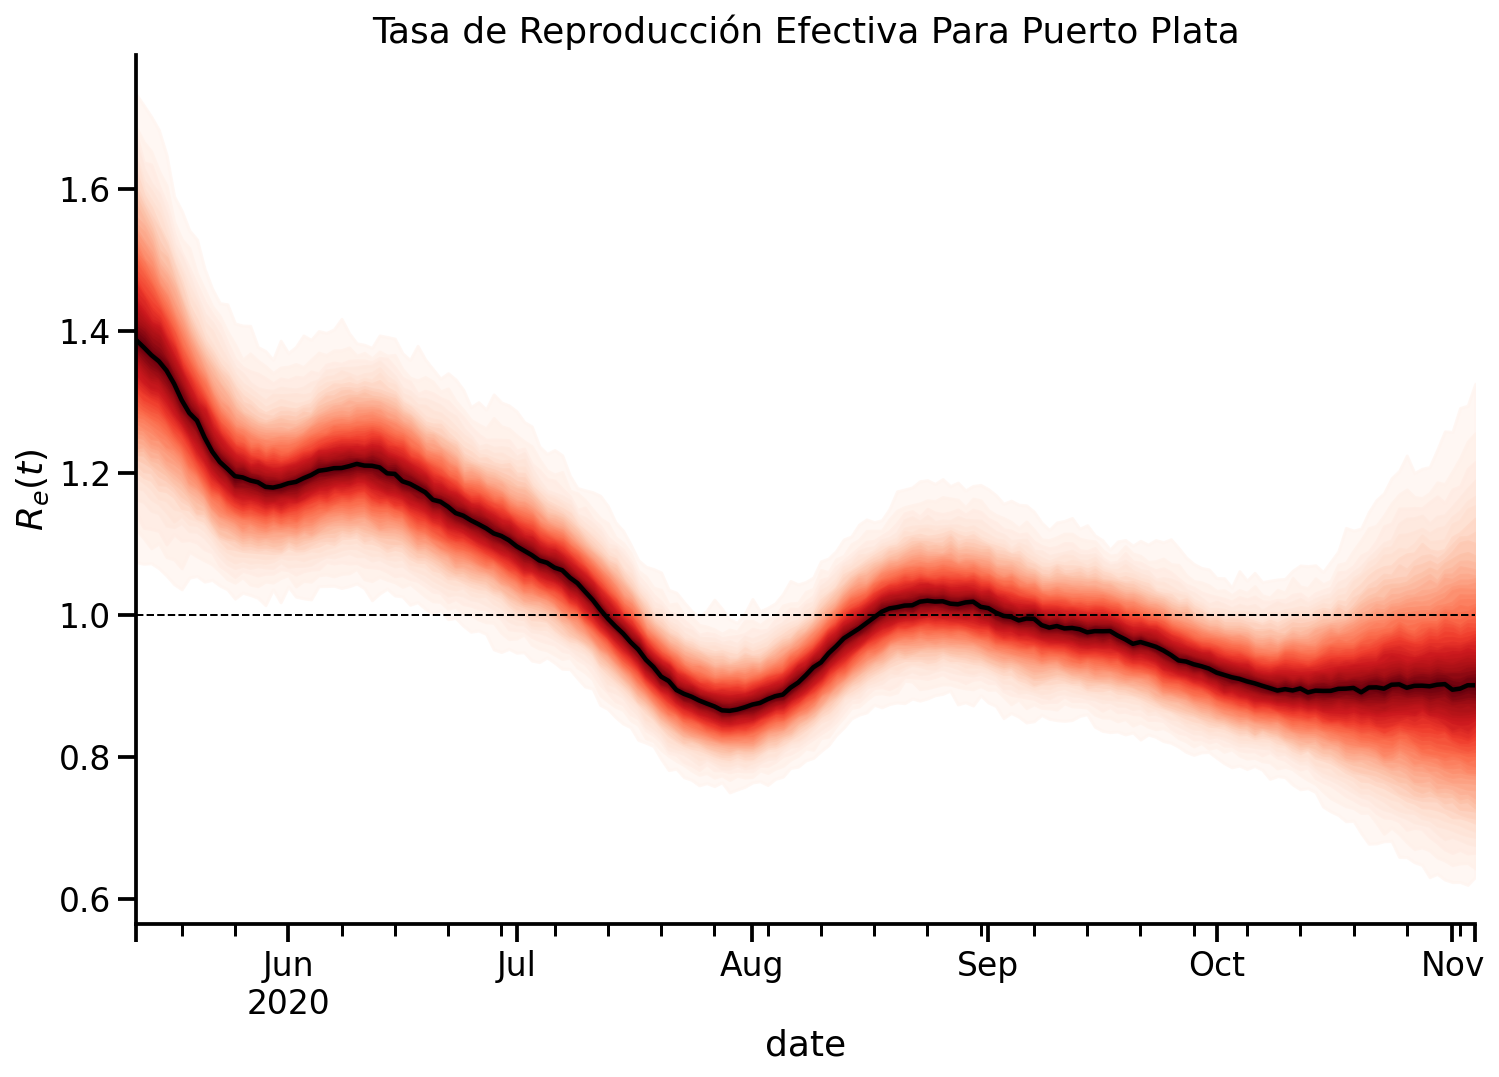 Tasa de Reproducción Efectiva Para Puerto Plata
1.6
1.4
1.2
1.0
0.8
0.6
R_e(t)
Jun Jul Aug Sep Oct Nov
2020
date